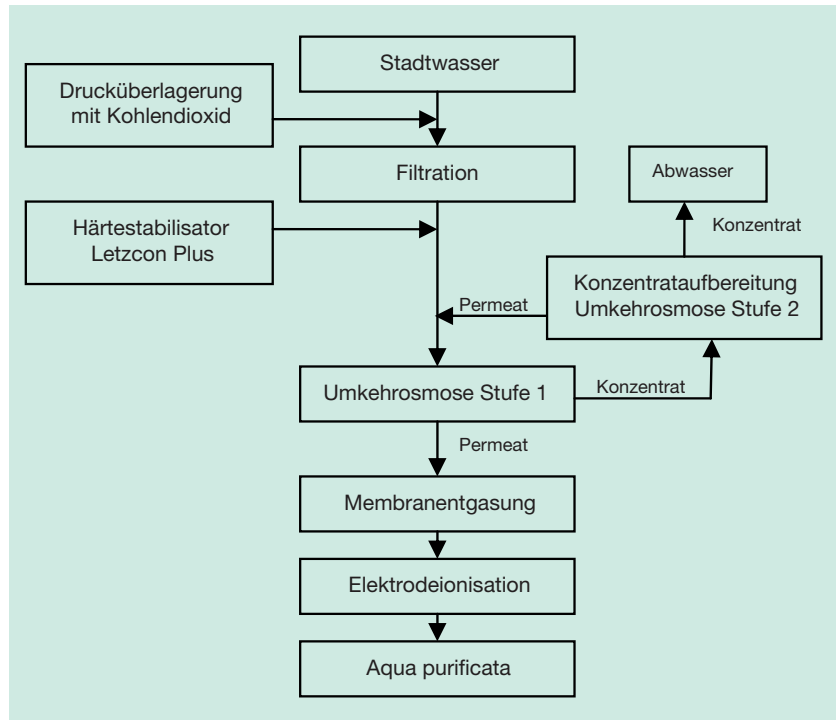 Stadtwasser
Drucküberlagerung
mit Kohlendioxid
Filtration
Abwasser
Härtestabilisator
Letzcon Plus
Konzentrat
Konzentrataufbereitung
Umkehrosmose Stufe 2
Permeat
Umkehrosmose Stufe 1
Konzentrat
Permeat
Membranentgasung
Elektrodeionisation
Aqua purificata